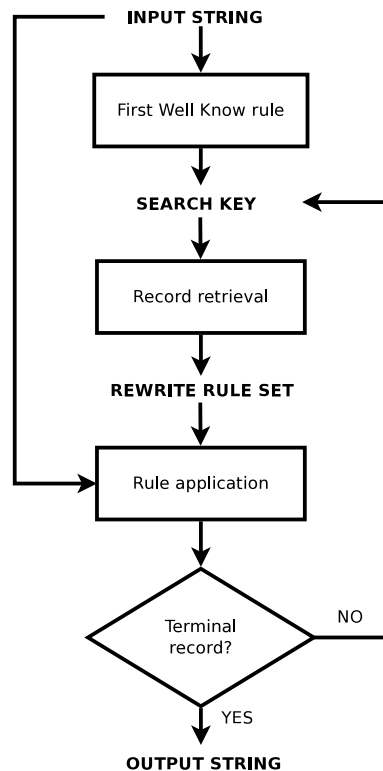 INPUT STRING
First Well Know rule
SEARCH KEY
Record retrieval
REWRITE RULE SET
Rule application
Terminal
record?
NO
YES
OUTPUT STRING